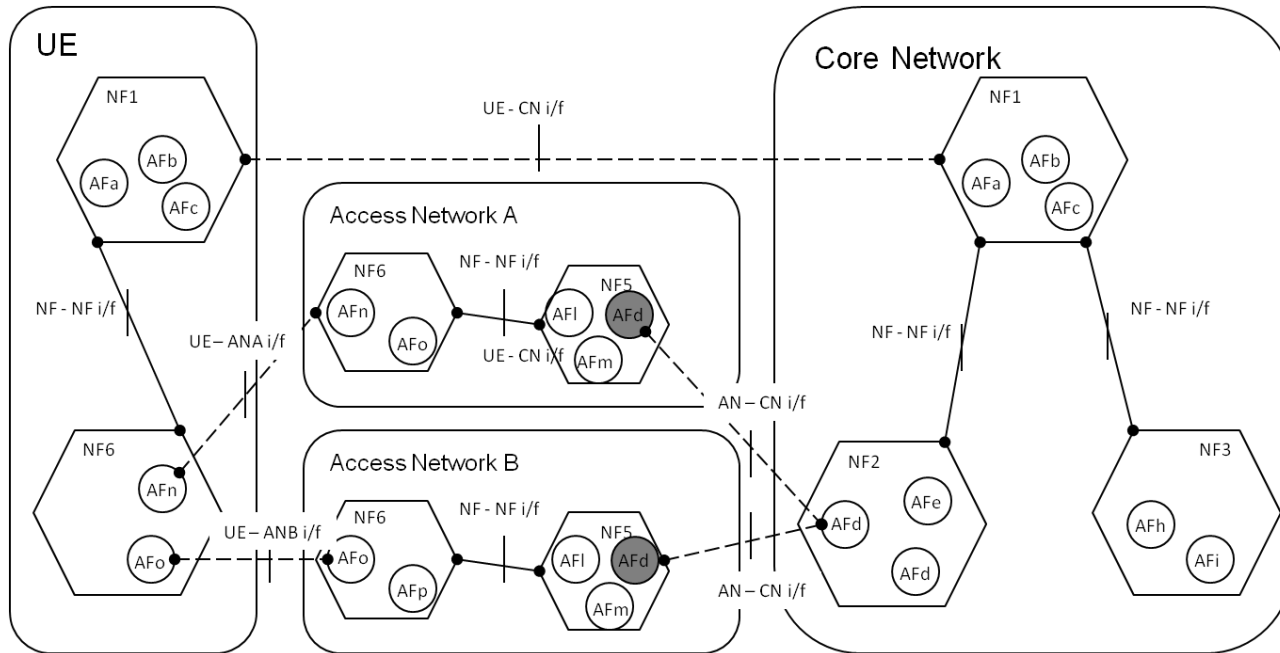 UE
NF1
AFb
AFa
AFc
NF - NF i/f
NF6
AFn
AFo
UE - CN i/f
UE – ANA i/f
UE – ANB i/f
Access Network A
NF6
AFn
AFo
NF - NF i/f
UE - CN i/f
NF5
AFl
AFd
AFm
Access Network B
NF6
AFo
AFp
NF - NF i/f
NF5
AFl
AFd
AFm
AN – CN i/f
AN – CN i/f
Core Network
NF1
AFb
AFa
AFc
NF - NF i/f
NF - NF i/f
NF2
AFe
AFd
AFd
NF3
AFh
AFi